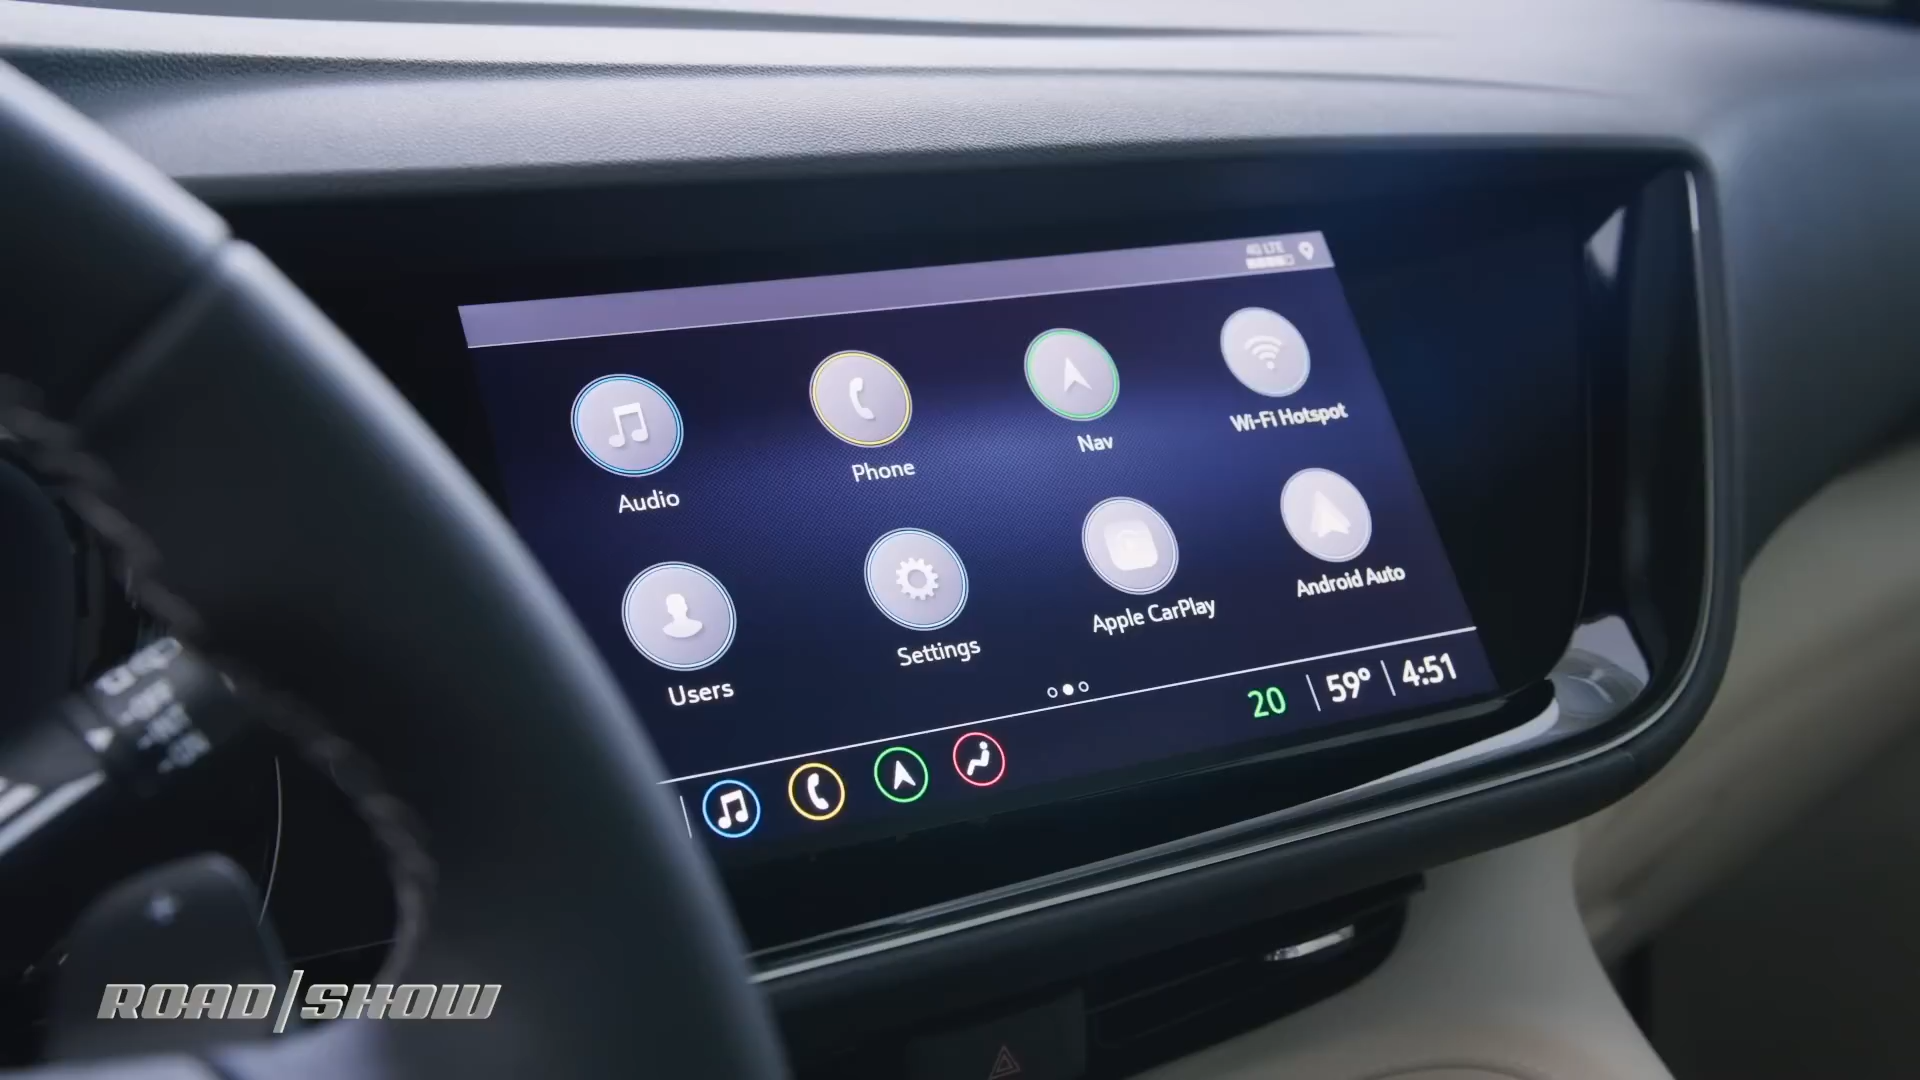 4G LTE
Audio
Phone
Nav
Wi-Fi Hotspot
Users
Settings
Apple CarPlay
Android Auto
20 | 59° | 4:51
ROAD/SHOW